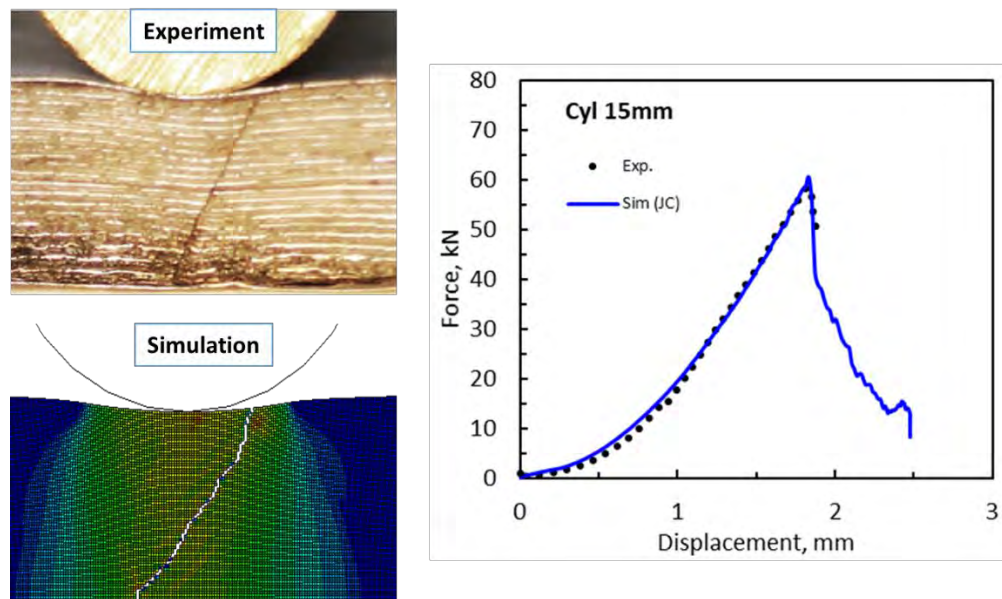 Experiment
Simulation
Cyl 15mm
Exp.
Sim (JC)
Force, kN
80
70
60
50
40
30
20
10
0
0
1
2
3
Displacement, mm